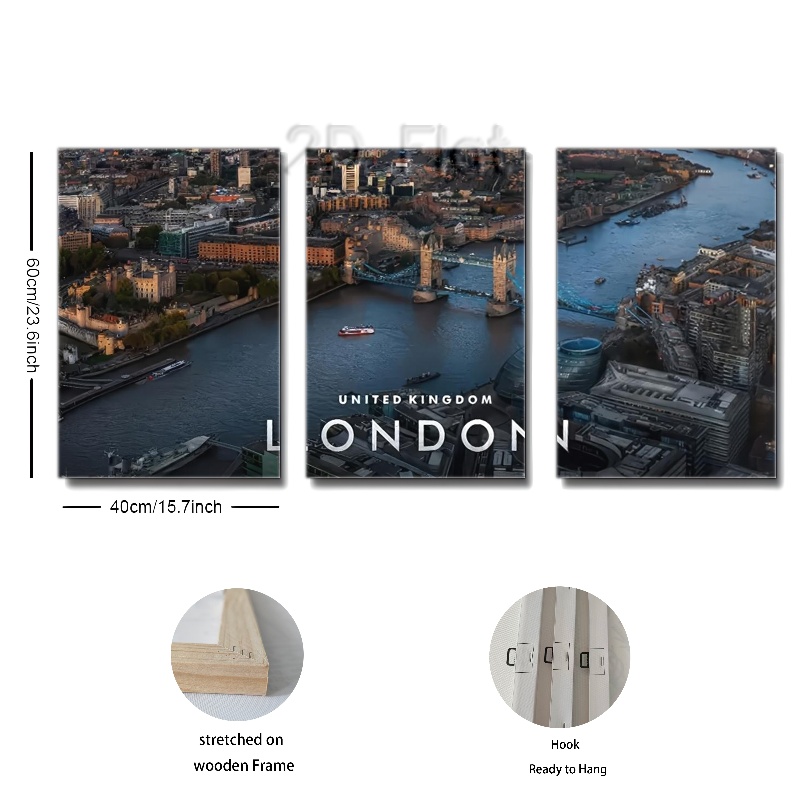 2D Flat
60cm/23.6inch
UNITED KINGDOM
LONDON
40cm/15.7inch
stretched on
wooden Frame
Hook
Ready to Hang